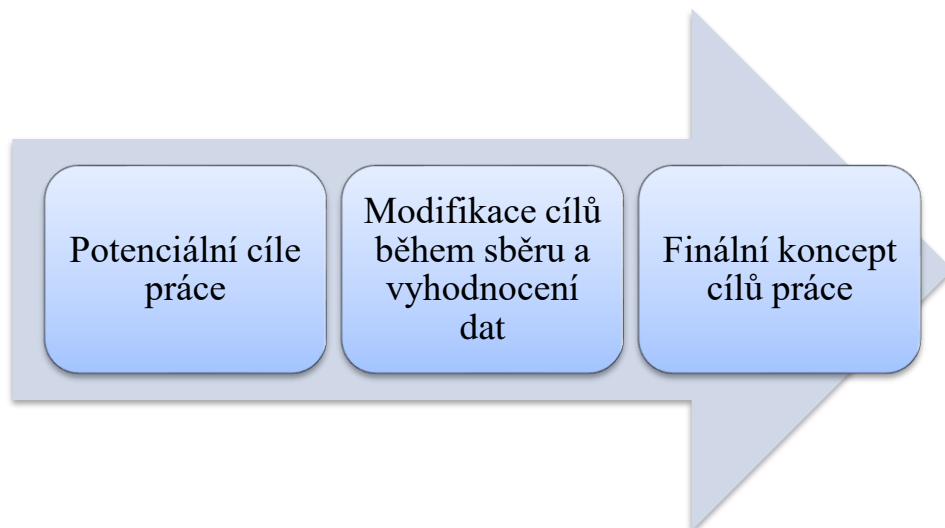 Potenciální cíle
práce
Modifikace cílů
během sběru a
vyhodnocení
dat
Finální koncept
cílů práce